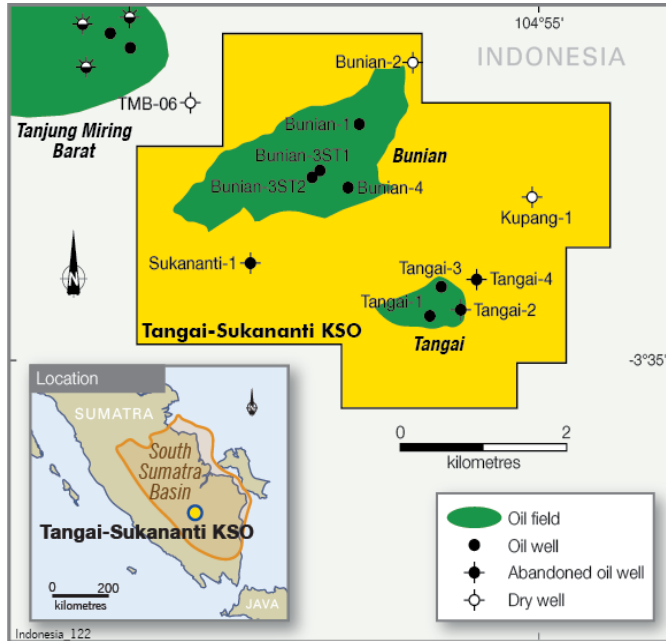 104°55'
INDONESIA
Bunian-2
TMB-06
Tanjung Miring
Barat
Bunian-1
Bunian
Bunian-3ST1
Bunian-3ST2
Bunian-4
Kupang-1
Sukananti-1
Tangai-3
Tangai-4
Tangai-1
Tangai-2
Tangai-Sukananti KSO
Tangai
-3°35'
N
0 2
kilometres
Location
SUMATRA
South
Sumatra
Basin
Tangai-Sukananti KSO
0 200
kilometres
JAVA
N
Oil field
Oil well
Abandoned oil well
Dry well
Indonesia_122